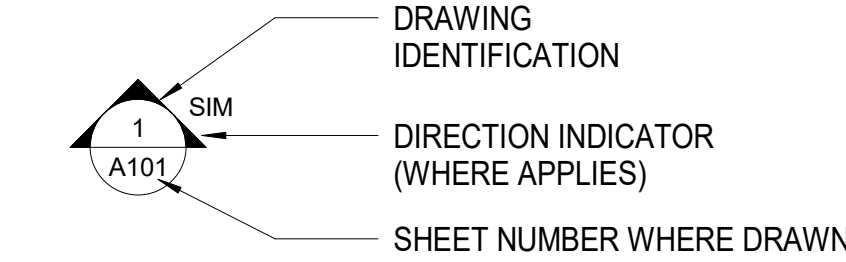 DRAWING
IDENTIFICATION
SIM
1
DIRECTION INDICATOR
A101
(WHERE APPLIES)
SHEET NUMBER WHERE DRAWN